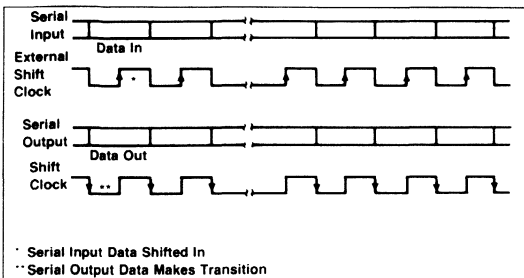 Serial
Input
Data In
External
Shift
Clock
*
Serial
Output
Data Out
Shift
Clock
**
* Serial Input Data Shifted In
** Serial Output Data Makes Transition